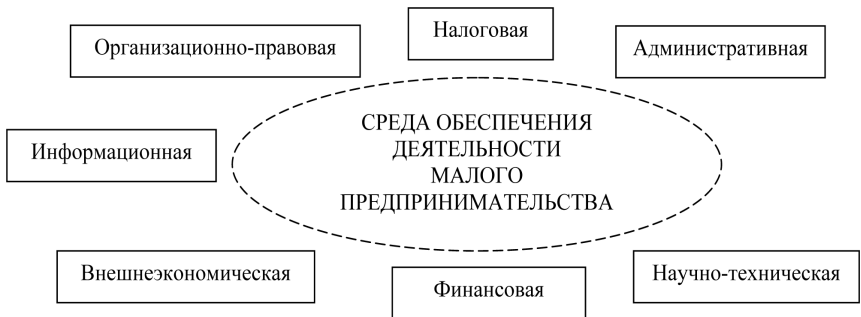 Организационно-правовая
Налоговая
Административная
Информационная
СРЕДА ОБЕСПЕЧЕНИЯ
ДЕЯТЕЛЬНОСТИ
МАЛОГО
ПРЕДПРИНИМАТЕЛЬСТВА
Внешнеэкономическая
Финансовая
Научно-техническая